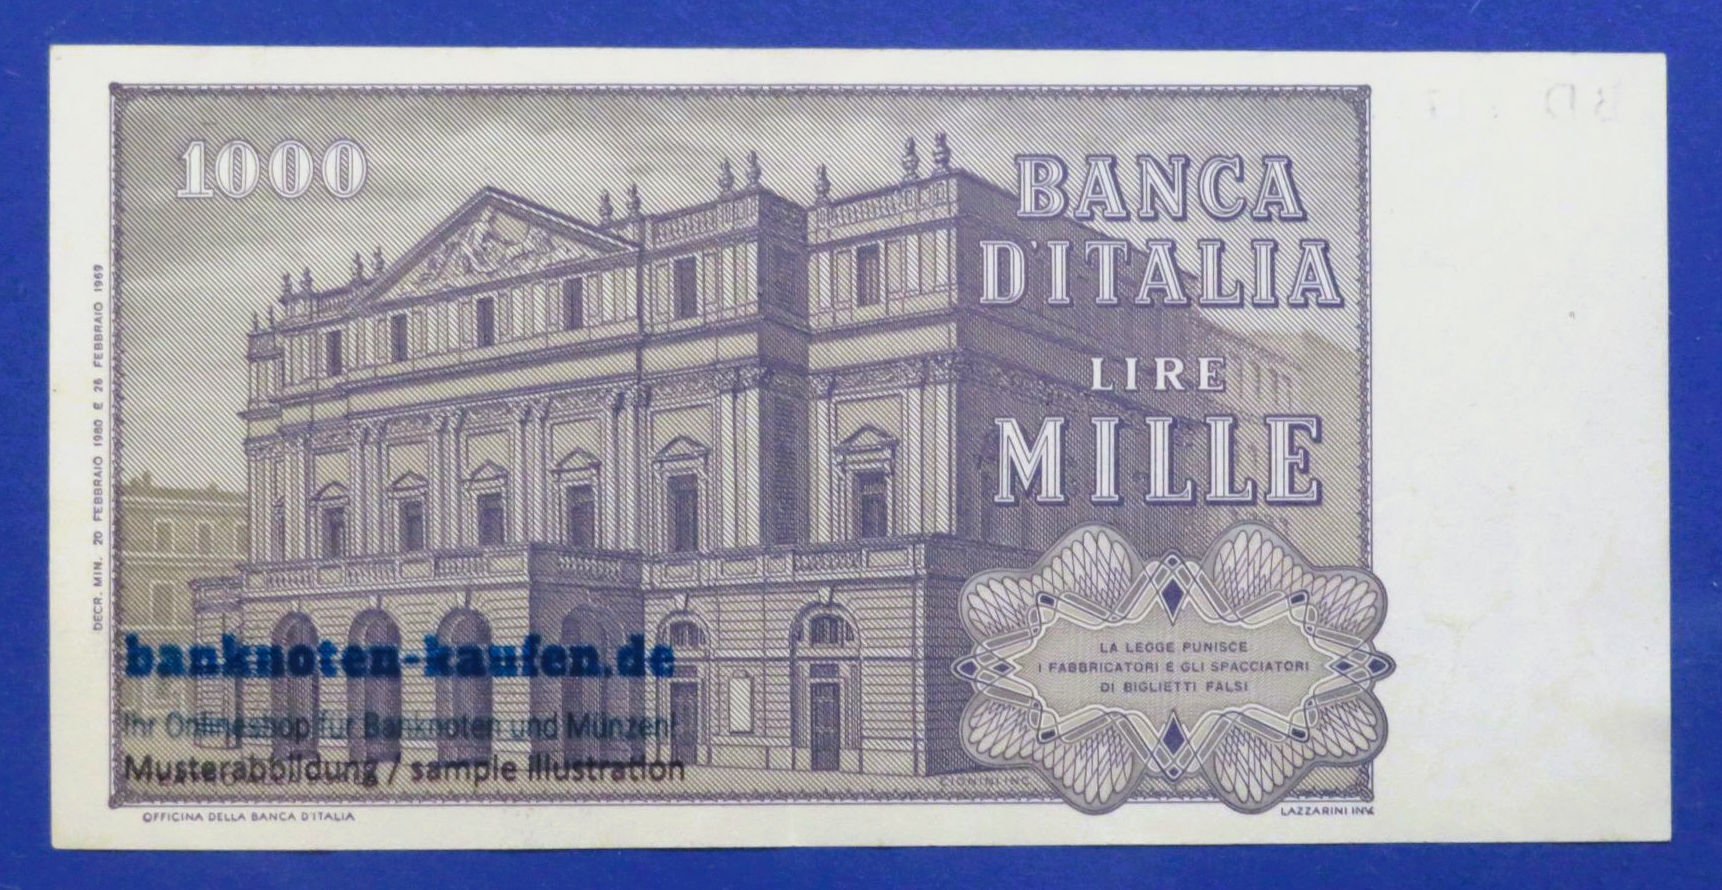 1000
BANCA
D'ITALIA
LIRE
MILLE
DECR. MIN. 20 FEBBRAIO 1980 E 26 FEBBRAIO 1969
LA LEGGE PUNISCE
I FABBRICATORI E GLI SPACCIATORI
DI BIGLIETTI FALSI
banknoten-kaufen.de
Ihr Onlineshop für Banknoten und Münzen!
Musterabbildung / sample illustration
CIONINI INC.
OFFICINA DELLA BANCA D'ITALIA
LAZZARINI INV.